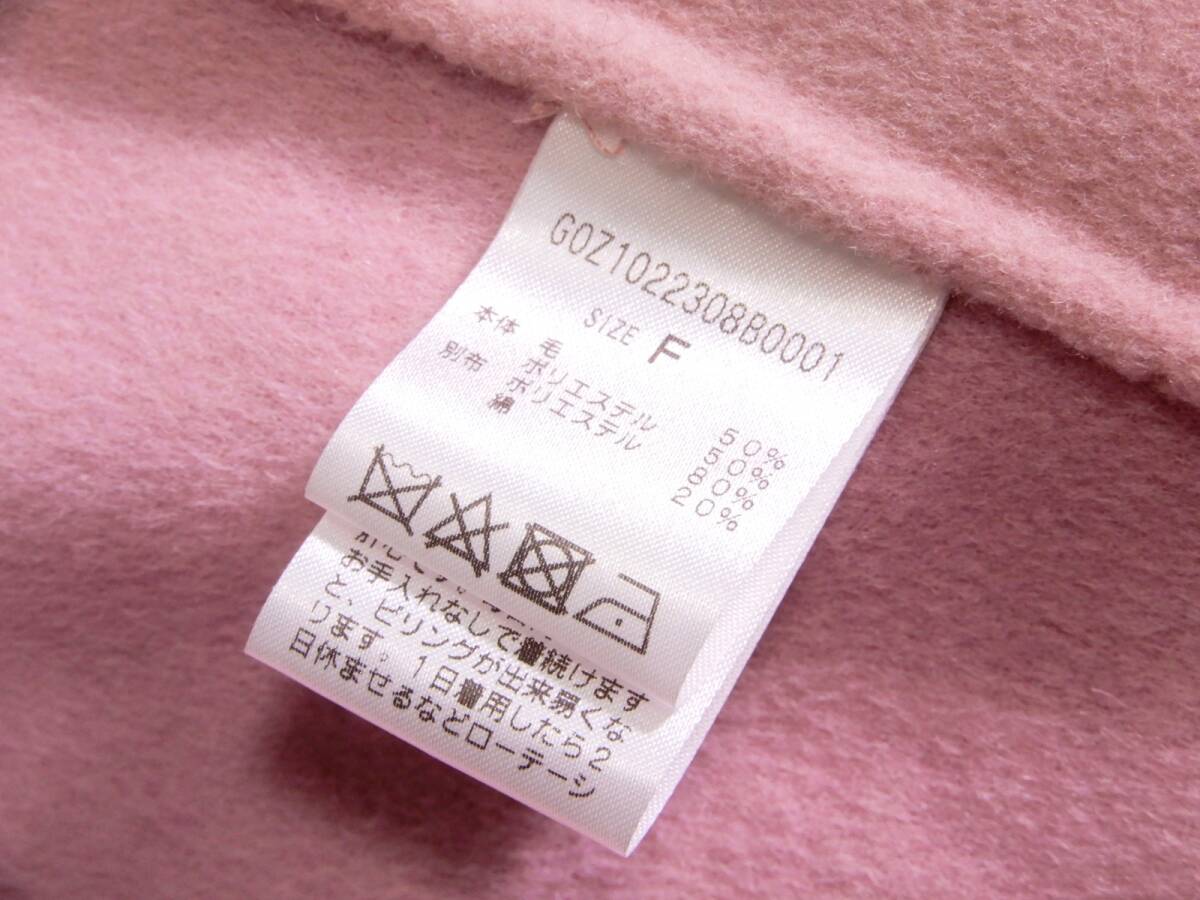 G0Z1022308B0001
SIZE F
本体 毛 50%
ポリエステル 50%
別布 ポリエステル 80%
綿 20%
お手入れなしで着続けます
と、ピリングが出来易くな
ります。1日着用したら2
日休ませるなどローテーシ